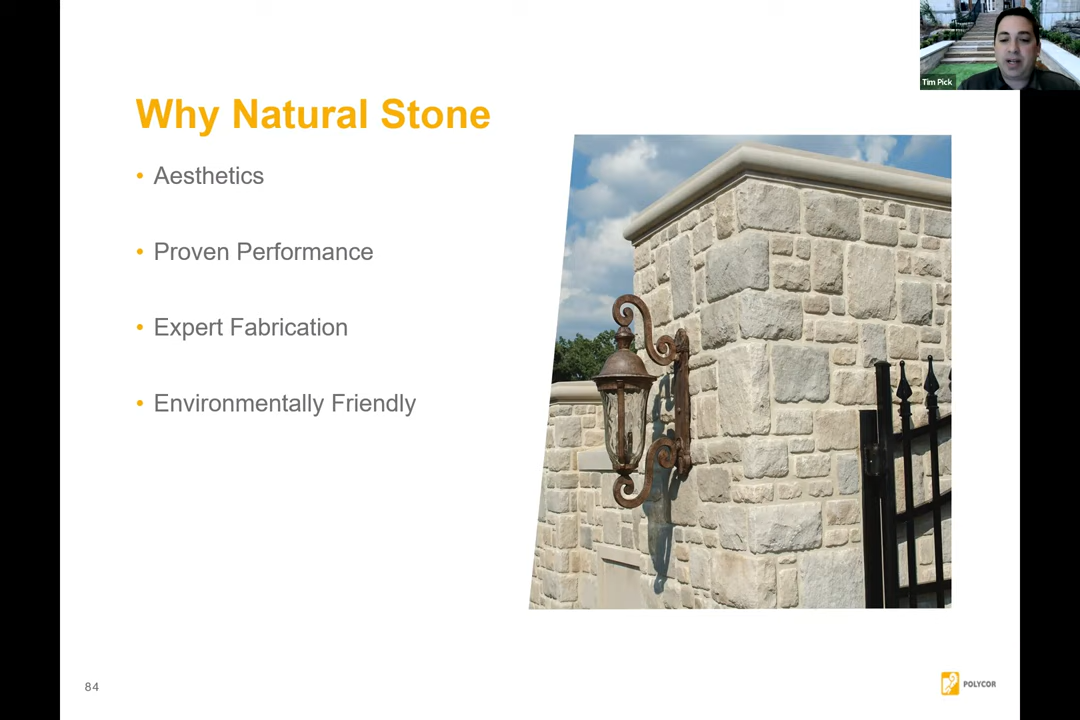 Tim Pick
Why Natural Stone
• Aesthetics
• Proven Performance
• Expert Fabrication
• Environmentally Friendly
84
POLYCOR